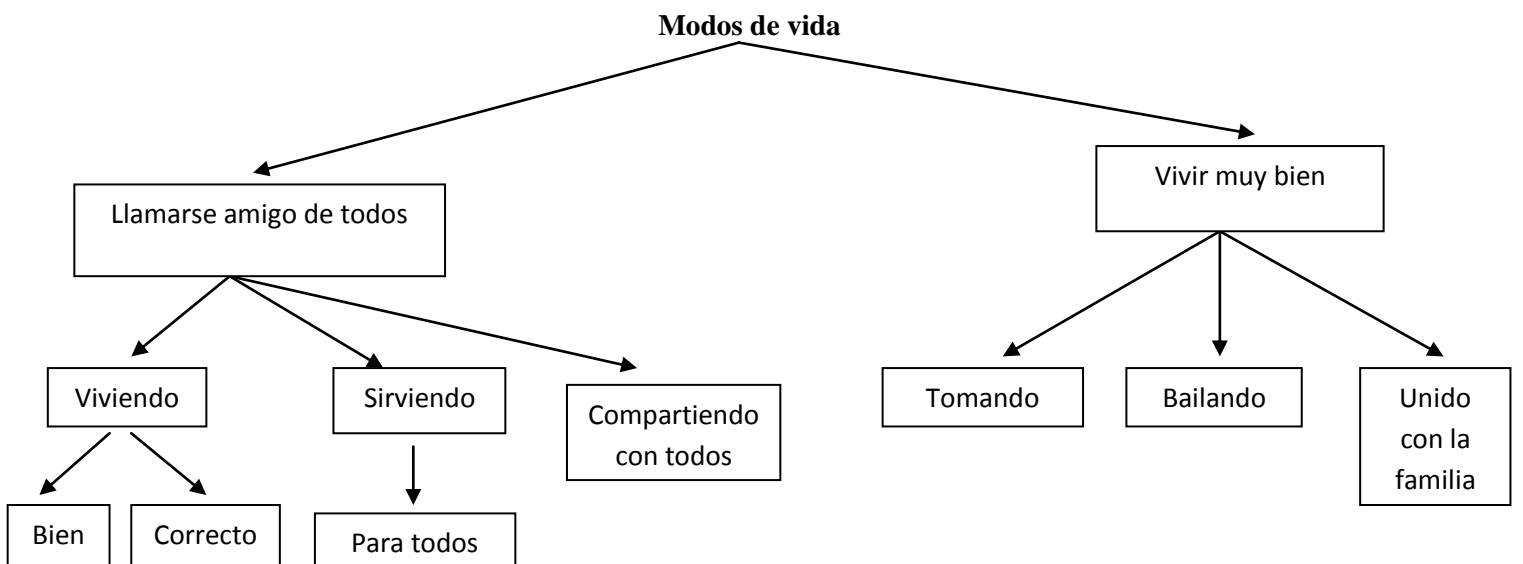 Modos de vida
Vivir muy bien
Llamarse amigo de todos
Viviendo
Sirviendo
Compartiendo
con todos
Tomando
Bailando
Unido
con la
familia
Bien
Correcto
Para todos